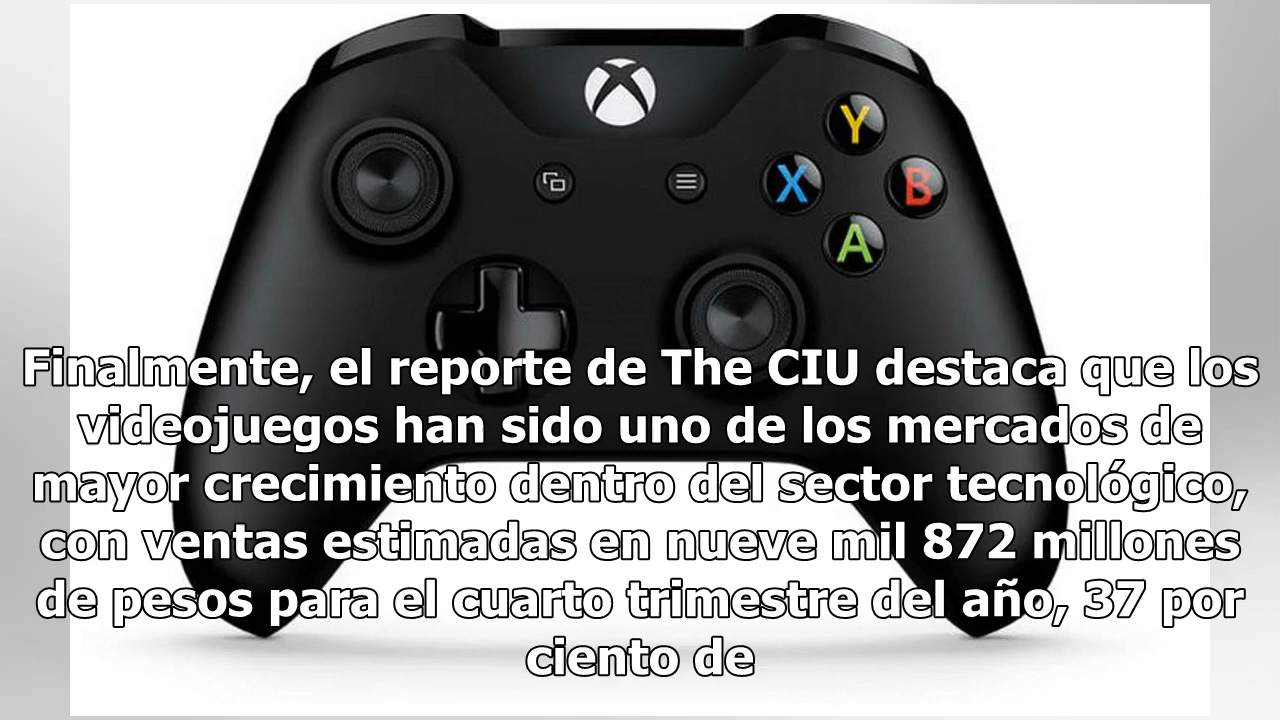 Y
X
B
A
Finalmente, el reporte de The CIU destaca que los
videojuegos han sido uno de los mercados de
mayor crecimiento dentro del sector tecnológico,
con ventas estimadas en nueve mil 872 millones
de pesos para el cuarto trimestre del año, 37 por
ciento de